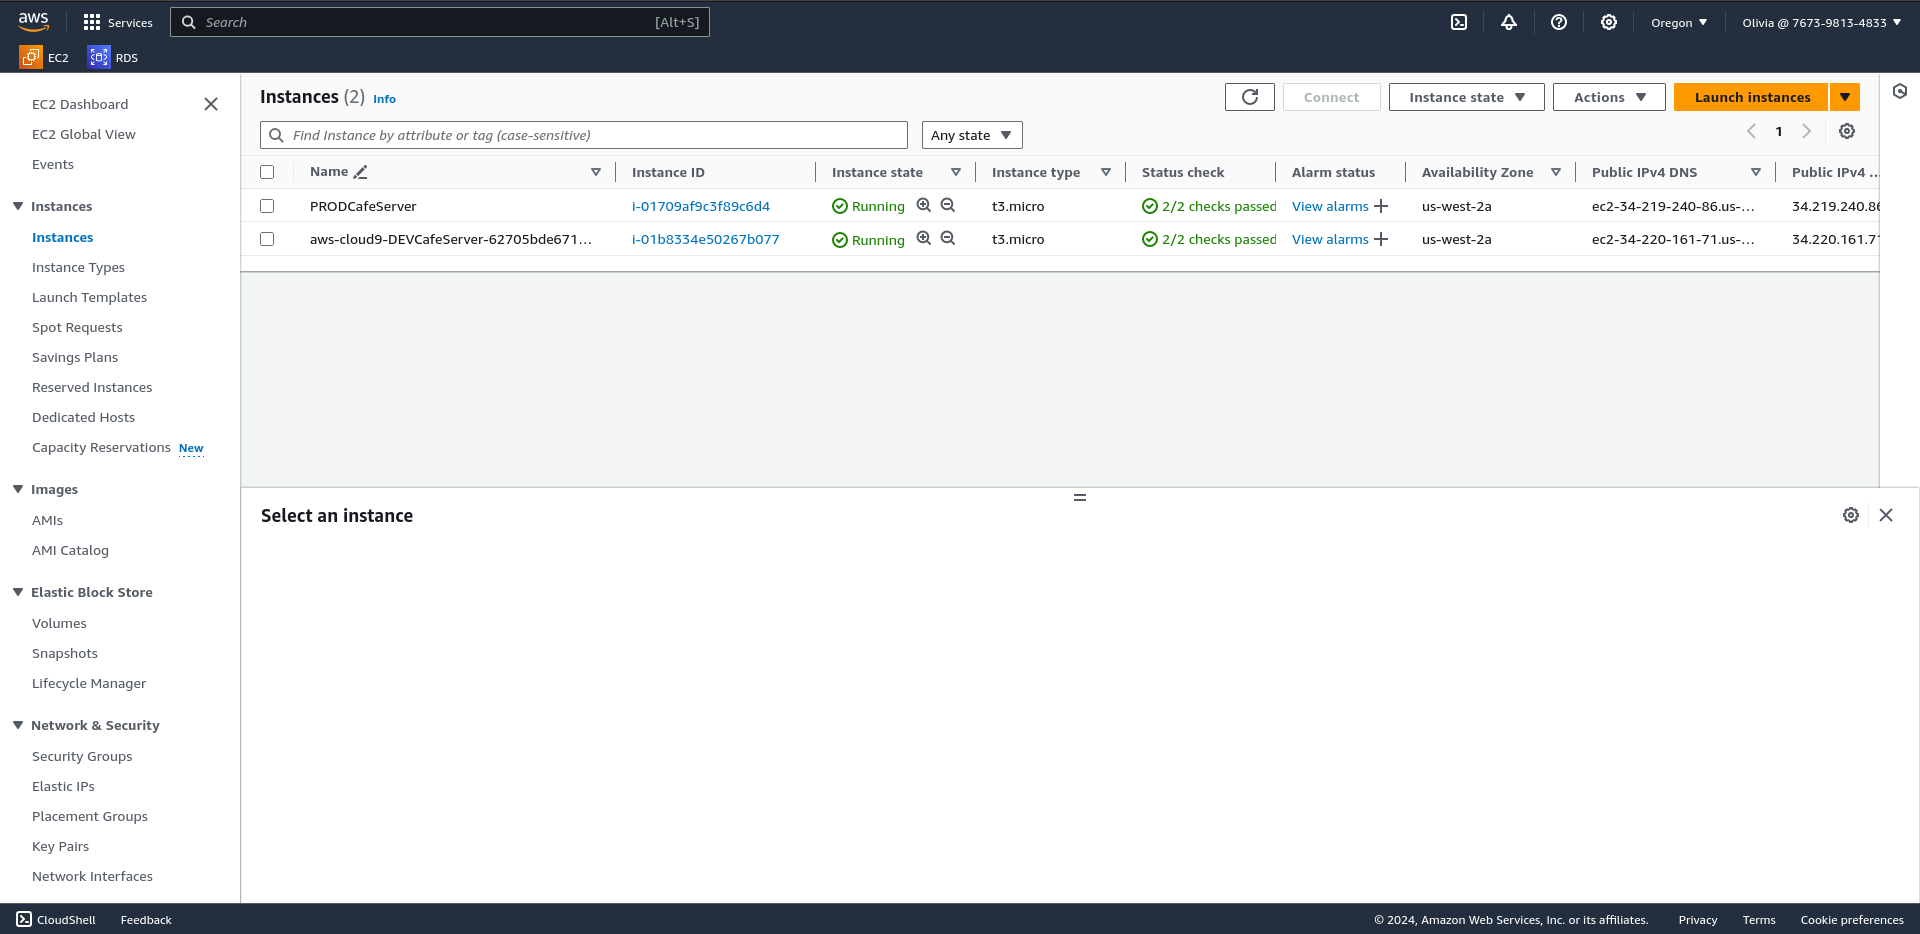 aws
Services
Search [Alt+S]
Oregon
Olivia @ 7673-9813-4833
EC2
RDS
EC2 Dashboard
EC2 Global View
Events
Instances
Instances
Instance Types
Launch Templates
Spot Requests
Savings Plans
Reserved Instances
Dedicated Hosts
Capacity Reservations New
Images
AMIs
AMI Catalog
Elastic Block Store
Volumes
Snapshots
Lifecycle Manager
Network & Security
Security Groups
Elastic IPs
Placement Groups
Key Pairs
Network Interfaces
Instances (2) Info
Connect
Instance state
Actions
Launch instances
Find Instance by attribute or tag (case-sensitive)
Any state
1
Name Instance ID Instance state Instance type Status check Alarm status Availability Zone Public IPv4 DNS Public IPv4 ...
PRODCafeServer i-01709af9c3f89c6d4 Running t3.micro 2/2 checks passed View alarms us-west-2a ec2-34-219-240-86.us-... 34.219.240.86
aws-cloud9-DEVCafeServer-62705bde671... i-01b8334e50267b077 Running t3.micro 2/2 checks passed View alarms us-west-2a ec2-34-220-161-71.us-... 34.220.161.71
Select an instance
CloudShell Feedback © 2024, Amazon Web Services, Inc. or its affiliates. Privacy Terms Cookie preferences